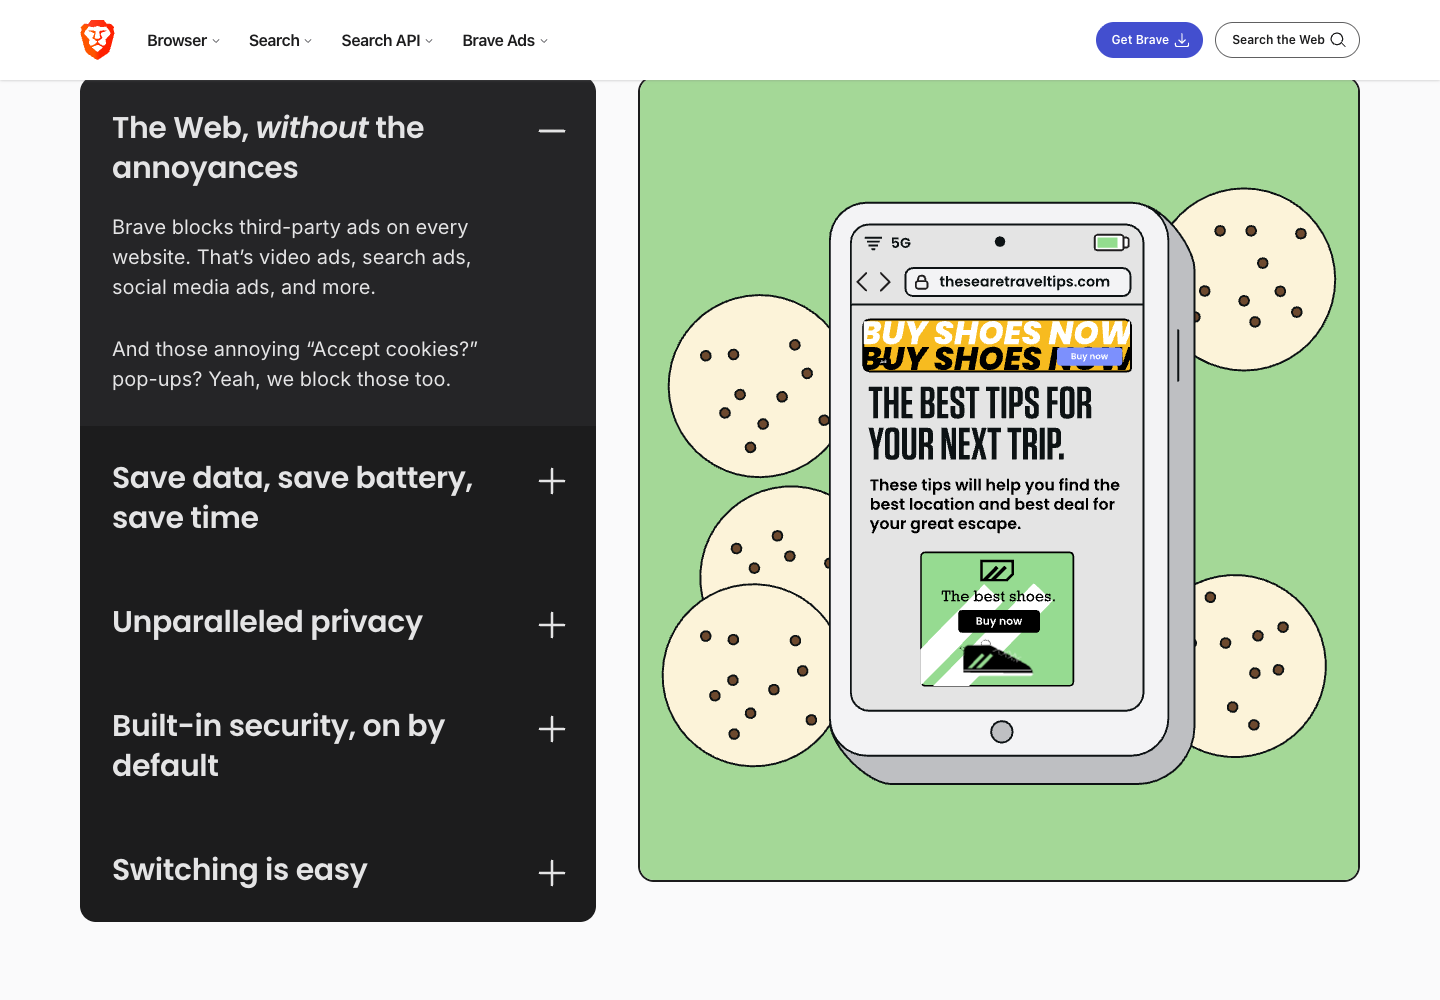 Browser
Search
Search API
Brave Ads
Get Brave
Search the Web
The Web, without the
annoyances
Brave blocks third-party ads on every
website. That’s video ads, search ads,
social media ads, and more.
And those annoying “Accept cookies?”
pop-ups? Yeah, we block those too.
Save data, save battery,
save time
Unparalleled privacy
Built-in security, on by
default
Switching is easy
5G
thesearetraveltips.com
BUY SHOES NOW
BUY SHOES NOW
Buy now
THE BEST TIPS FOR
YOUR NEXT TRIP.
These tips will help you find the
best location and best deal for
your great escape.
The best shoes.
Buy now